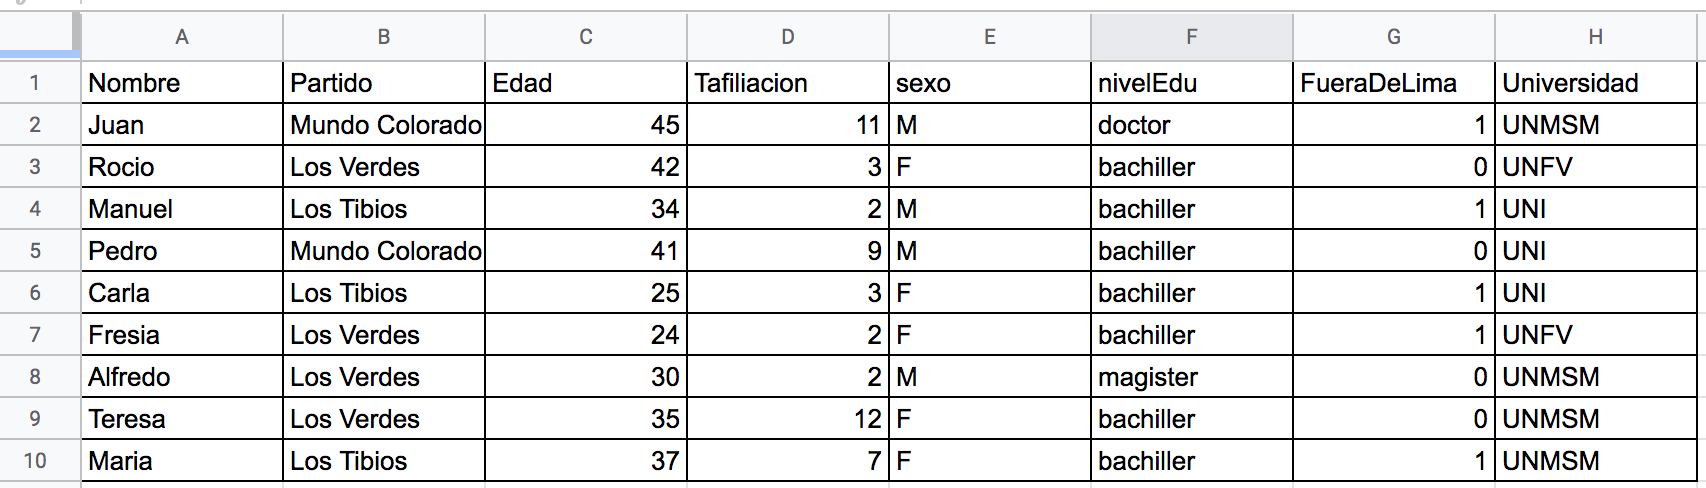 A B C D E F G H
1 Nombre Partido Edad Tafiliacion sexo nivelEdu FueraDeLima Universidad
2 Juan Mundo Colorado 45 11 M doctor 1 UNMSM
3 Rocio Los Verdes 42 3 F bachiller 0 UNFV
4 Manuel Los Tibios 34 2 M bachiller 1 UNI
5 Pedro Mundo Colorado 41 9 M bachiller 0 UNI
6 Carla Los Tibios 25 3 F bachiller 1 UNI
7 Fresia Los Verdes 24 2 F bachiller 1 UNFV
8 Alfredo Los Verdes 30 2 M magister 0 UNMSM
9 Teresa Los Verdes 35 12 F bachiller 0 UNMSM
10 Maria Los Tibios 37 7 F bachiller 1 UNMSM